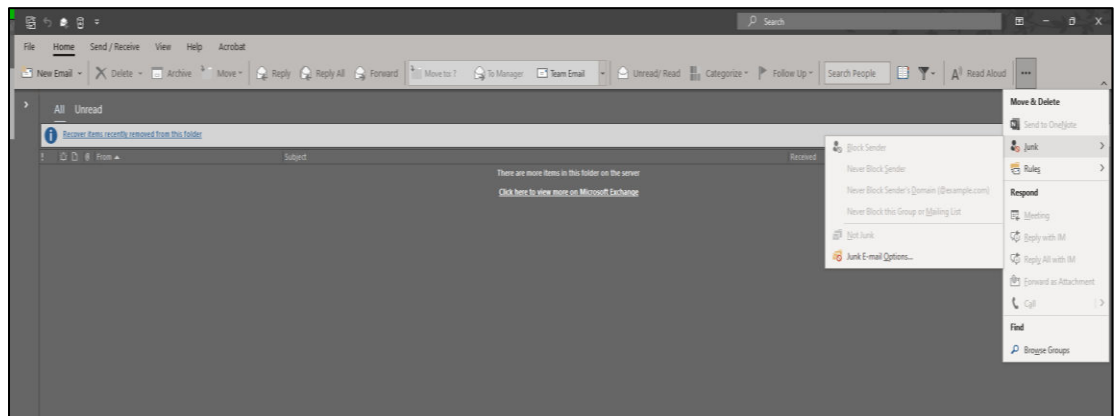 Search
File Home Send / Receive View Help Acrobat
New Email Delete Archive Move Reply Reply All Forward Move to: ? To Manager Team Email Unread/ Read Categorize Follow Up Search People Read Aloud
All Unread
Recover items recently removed from this folder
From Subject Received
There are more items in this folder on the server
Click here to view more on Microsoft Exchange
Block Sender
Never Block Sender
Never Block Sender's Domain (@example.com)
Never Block this Group or Mailing List
Not Junk
Junk E-mail Options...
Move & Delete
Send to OneNote
Junk
Rules
Respond
Meeting
Reply with IM
Reply All with IM
Forward as Attachment
Call
Find
Browse Groups